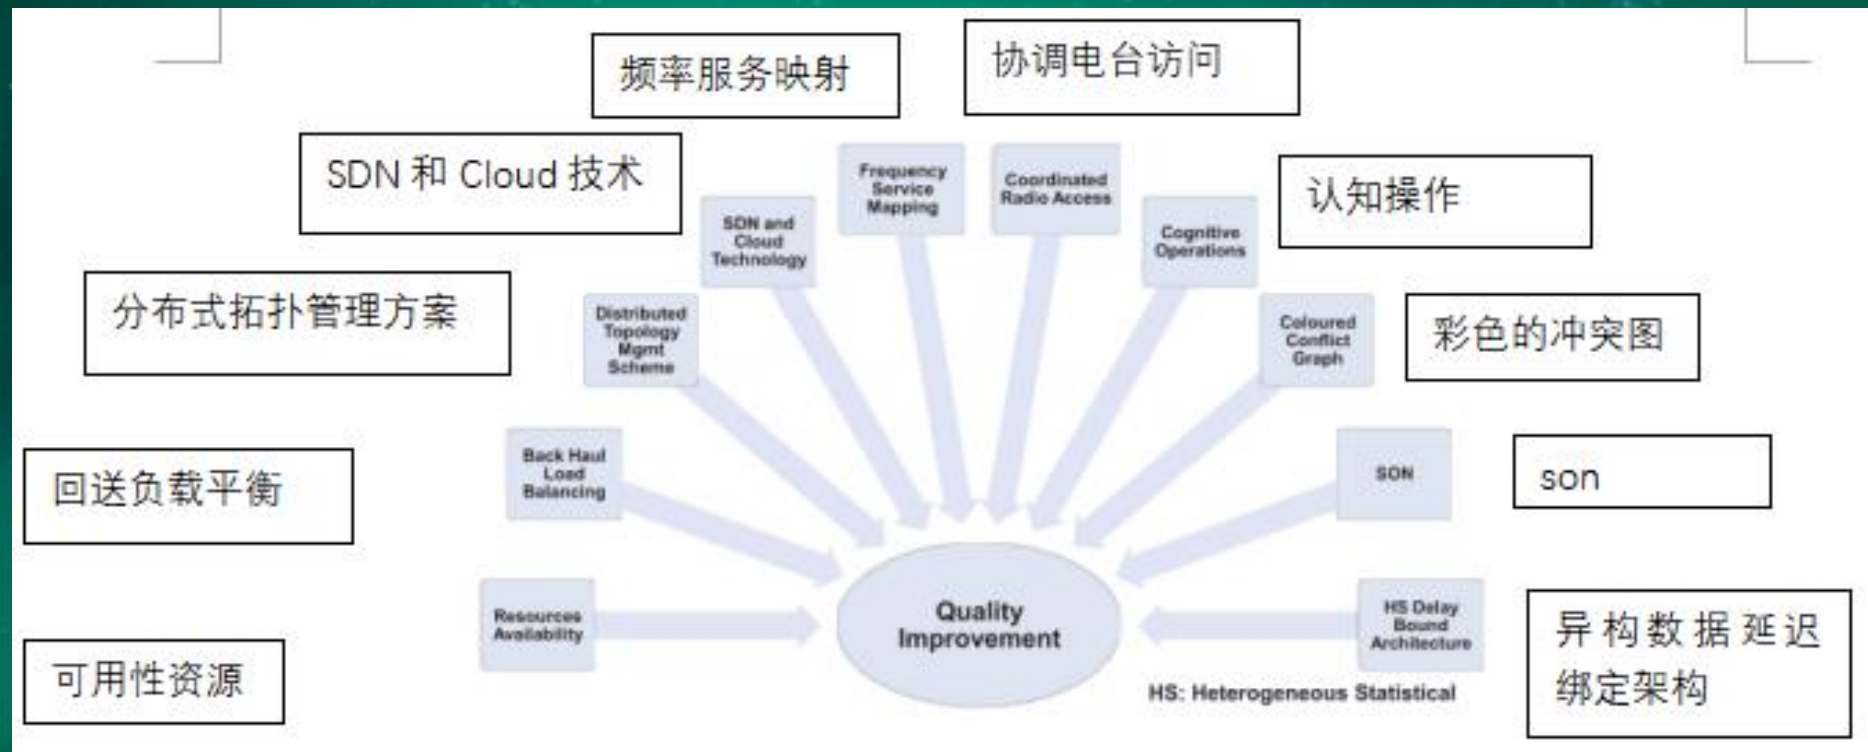 频率服务映射
协调电台访问
SDN 和 Cloud 技术
认知操作
分布式拓扑管理方案
彩色的冲突图
回送负载平衡
son
可用性资源
异构数据延迟
绑定架构
Frequency
Service
Mapping
Coordinated
Radio Access
SDN and
Cloud
Technology
Cognitive
Operations
Distributed
Topology
Mgmt
Scheme
Coloured
Conflict
Graph
Back Haul
Load
Balancing
SON
Resources
Availability
Quality
Improvement
HS Delay
Bound
Architecture
HS: Heterogeneous Statistical